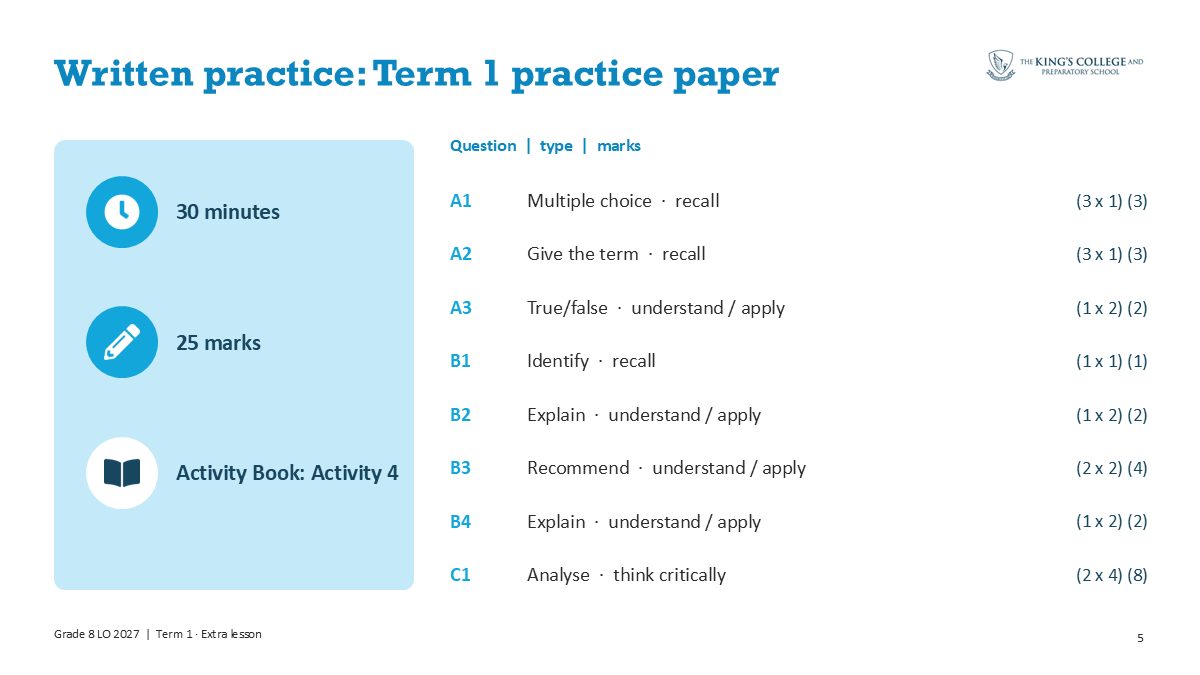 Written practice: Term 1 practice paper
THE KING'S COLLEGE AND
PREPARATORY SCHOOL
30 minutes
25 marks
Activity Book: Activity 4
Question | type | marks
A1 Multiple choice · recall (3 x 1) (3)
A2 Give the term · recall (3 x 1) (3)
A3 True/false · understand / apply (1 x 2) (2)
B1 Identify · recall (1 x 1) (1)
B2 Explain · understand / apply (1 x 2) (2)
B3 Recommend · understand / apply (2 x 2) (4)
B4 Explain · understand / apply (1 x 2) (2)
C1 Analyse · think critically (2 x 4) (8)
Grade 8 LO 2027 | Term 1 · Extra lesson
5